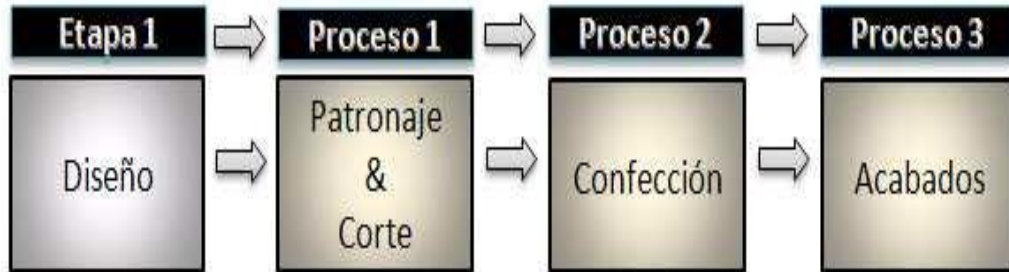 Etapa 1
Proceso 1
Proceso 2
Proceso 3
Diseño
Patronaje
&
Corte
Confección
Acabados